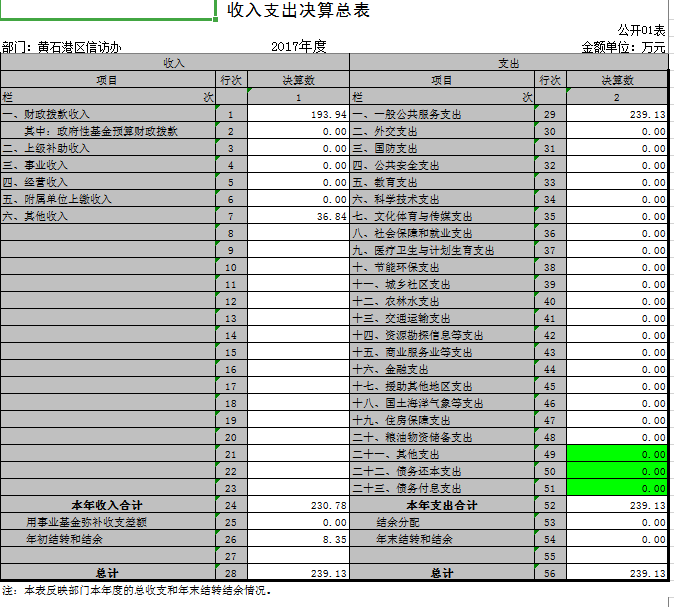 收入支出决算总表
公开01表
部门：黄石港区信访办 2017年度 金额单位：万元
收入 支出
项目 行次 决算数 项目 行次 决算数
栏 次 1 栏 次 2
一、财政拨款收入 1 193.94 一、一般公共服务支出 29 239.13
其中：政府性基金预算财政拨款 2 0.00 二、外交支出 30 0.00
二、上级补助收入 3 0.00 三、国防支出 31 0.00
三、事业收入 4 0.00 四、公共安全支出 32 0.00
四、经营收入 5 0.00 五、教育支出 33 0.00
五、附属单位上缴收入 6 0.00 六、科学技术支出 34 0.00
六、其他收入 7 36.84 七、文化体育与传媒支出 35 0.00
8 八、社会保障和就业支出 36 0.00
9 九、医疗卫生与计划生育支出 37 0.00
10 十、节能环保支出 38 0.00
11 十一、城乡社区支出 39 0.00
12 十二、农林水支出 40 0.00
13 十三、交通运输支出 41 0.00
14 十四、资源勘探信息等支出 42 0.00
15 十五、商业服务业等支出 43 0.00
16 十六、金融支出 44 0.00
17 十七、援助其他地区支出 45 0.00
18 十八、国土海洋气象等支出 46 0.00
19 十九、住房保障支出 47 0.00
20 二十、粮油物资储备支出 48 0.00
21 二十一、其他支出 49 0.00
22 二十二、债务还本支出 50 0.00
23 二十三、债务付息支出 51 0.00
本年收入合计 24 230.78 本年支出合计 52 239.13
用事业基金弥补收支差额 25 0.00 结余分配 53 0.00
年初结转和结余 26 8.35 年末结转和结余 54 0.00
27 55
总计 28 239.13 总计 56 239.13
注：本表反映部门本年度的总收支和年末结转结余情况。